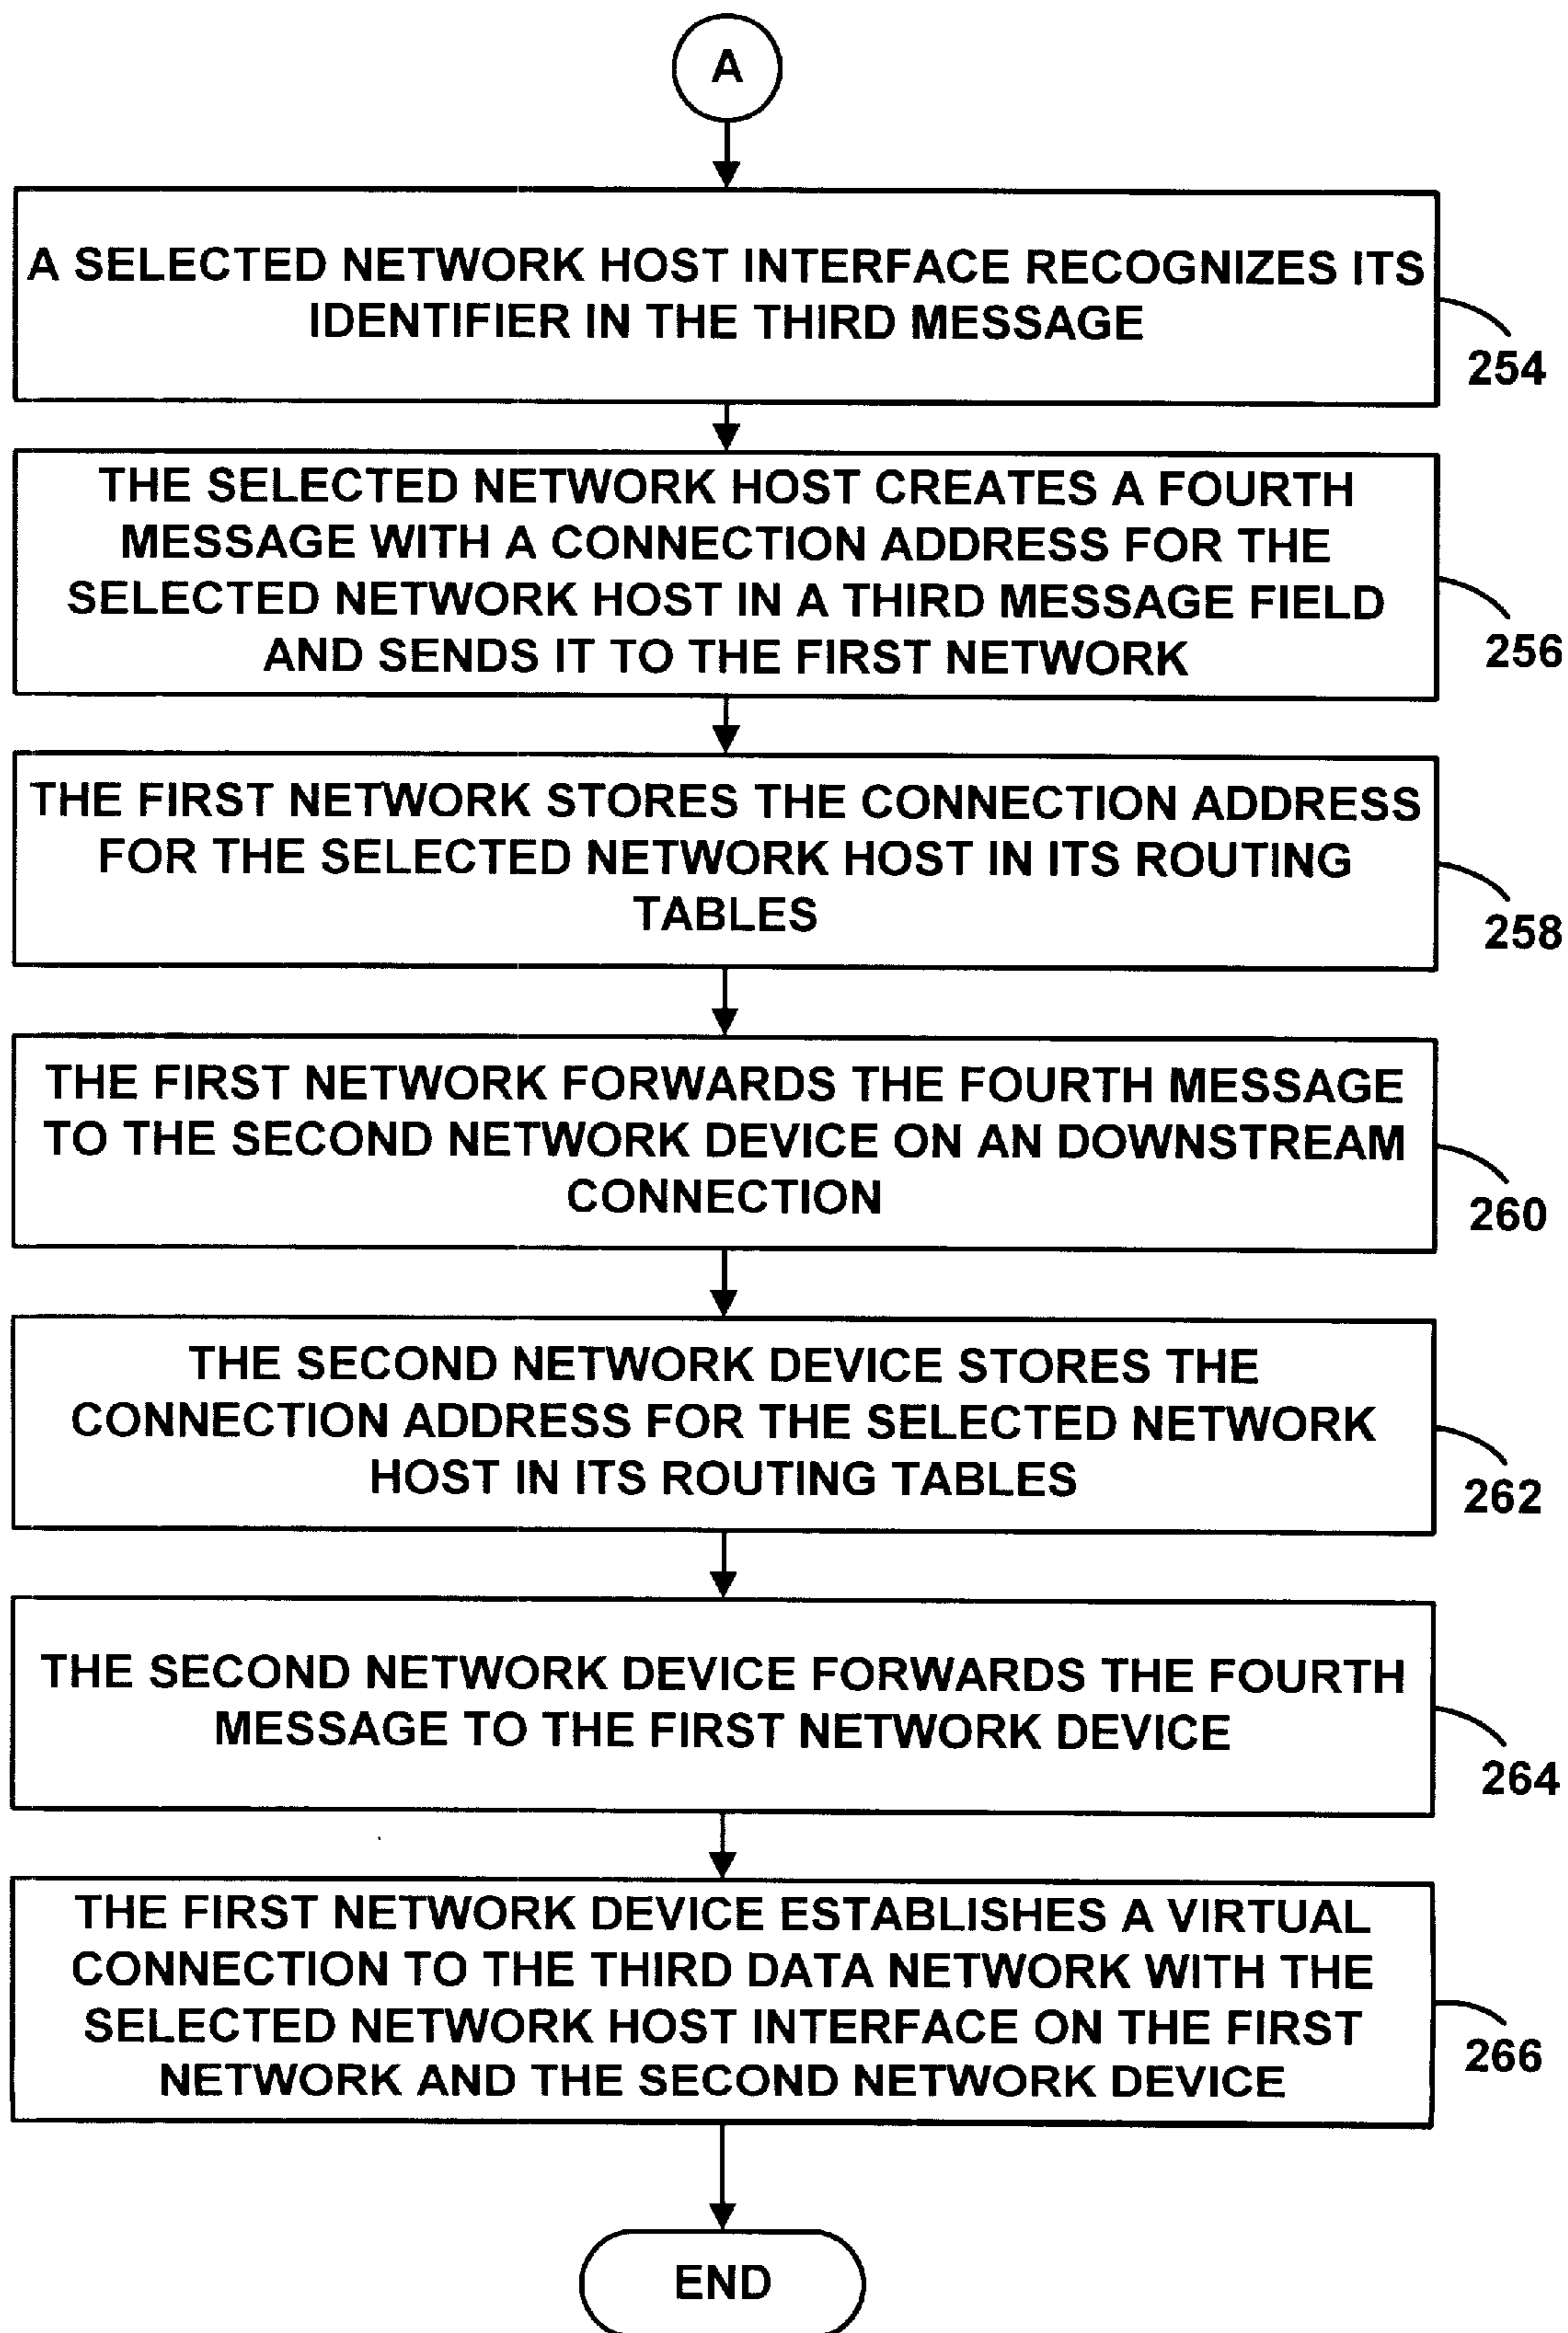 A
A SELECTED NETWORK HOST INTERFACE RECOGNIZES ITS
IDENTIFIER IN THE THIRD MESSAGE
254
THE SELECTED NETWORK HOST CREATES A FOURTH
MESSAGE WITH A CONNECTION ADDRESS FOR THE
SELECTED NETWORK HOST IN A THIRD MESSAGE FIELD
AND SENDS IT TO THE FIRST NETWORK
256
THE FIRST NETWORK STORES THE CONNECTION ADDRESS
FOR THE SELECTED NETWORK HOST IN ITS ROUTING
TABLES
258
THE FIRST NETWORK FORWARDS THE FOURTH MESSAGE
TO THE SECOND NETWORK DEVICE ON AN DOWNSTREAM
CONNECTION
260
THE SECOND NETWORK DEVICE STORES THE
CONNECTION ADDRESS FOR THE SELECTED NETWORK
HOST IN ITS ROUTING TABLES
262
THE SECOND NETWORK DEVICE FORWARDS THE FOURTH
MESSAGE TO THE FIRST NETWORK DEVICE
264
THE FIRST NETWORK DEVICE ESTABLISHES A VIRTUAL
CONNECTION TO THE THIRD DATA NETWORK WITH THE
SELECTED NETWORK HOST INTERFACE ON THE FIRST
NETWORK AND THE SECOND NETWORK DEVICE
266
END